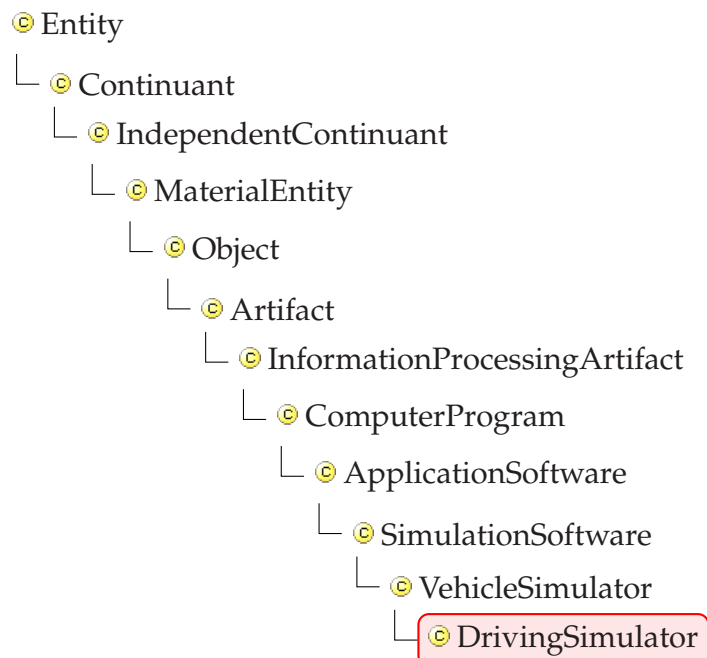 Entity
Continuant
IndependentContinuant
MaterialEntity
Object
Artifact
InformationProcessingArtifact
ComputerProgram
ApplicationSoftware
SimulationSoftware
VehicleSimulator
DrivingSimulator